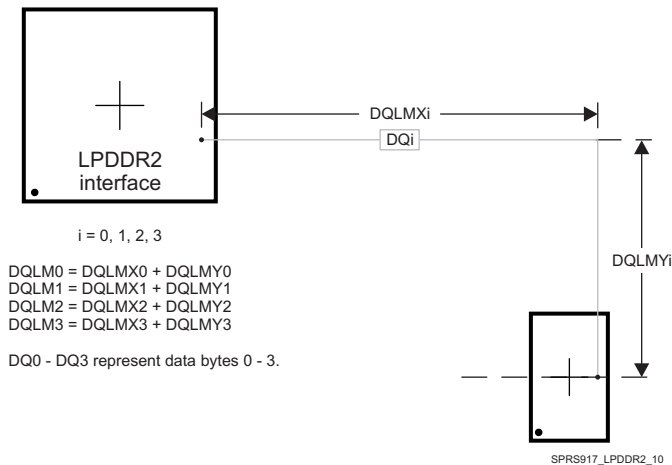 DQLMXi
DQi
LPDDR2
interface
i = 0, 1, 2, 3
DQLMYi
DQLM0 = DQLMX0 + DQLMY0
DQLM1 = DQLMX1 + DQLMY1
DQLM2 = DQLMX2 + DQLMY2
DQLM3 = DQLMX3 + DQLMY3
DQ0 - DQ3 represent data bytes 0 - 3.
SPRS917_LPDDR2_10